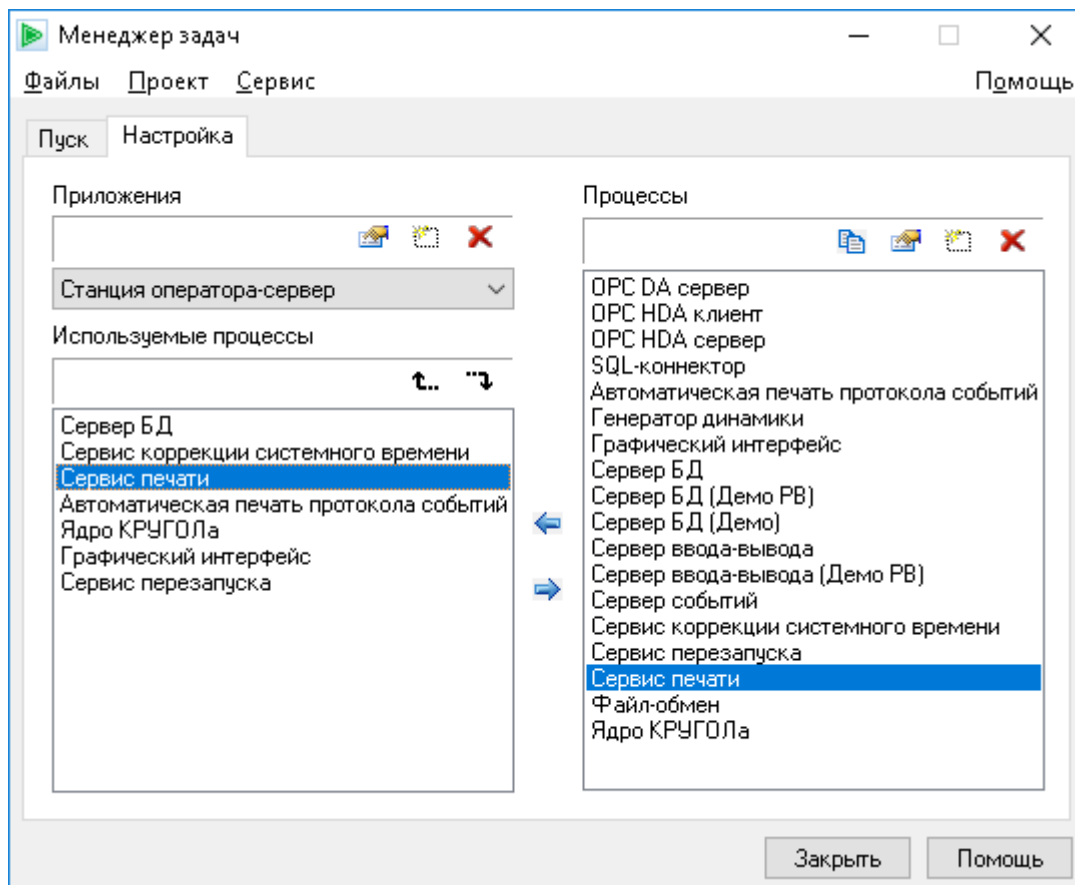 Менеджер задач
Файлы Проект Сервис Помощь
Пуск Настройка
Приложения
Станция оператора-сервер
Используемые процессы
Сервер БД
Сервис коррекции системного времени
Сервис печати
Автоматическая печать протокола событий
Ядро КРУГОЛа
Графический интерфейс
Сервис перезапуска
Процессы
OPC DA сервер
OPC HDA клиент
OPC HDA сервер
SQL-коннектор
Автоматическая печать протокола событий
Генератор динамики
Графический интерфейс
Сервер БД
Сервер БД (Демо РВ)
Сервер БД (Демо)
Сервер ввода-вывода
Сервер ввода-вывода (Демо РВ)
Сервер событий
Сервис коррекции системного времени
Сервис перезапуска
Сервис печати
Файл-обмен
Ядро КРУГОЛа
Закрыть Помощь